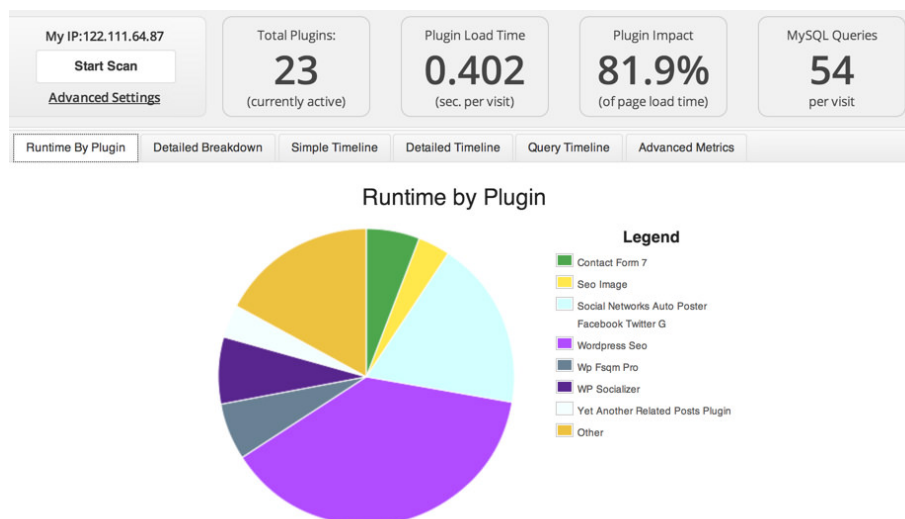 My IP:122.111.64.87
Start Scan
Advanced Settings
Total Plugins:
23
(currently active)
Plugin Load Time
0.402
(sec. per visit)
Plugin Impact
81.9%
(of page load time)
MySQL Queries
54
per visit
Runtime By Plugin
Detailed Breakdown
Simple Timeline
Detailed Timeline
Query Timeline
Advanced Metrics
Runtime by Plugin
Legend
Contact Form 7
Seo Image
Social Networks Auto Poster
Facebook Twitter G
Wordpress Seo
Wp Fsqm Pro
WP Socializer
Yet Another Related Posts Plugin
Other